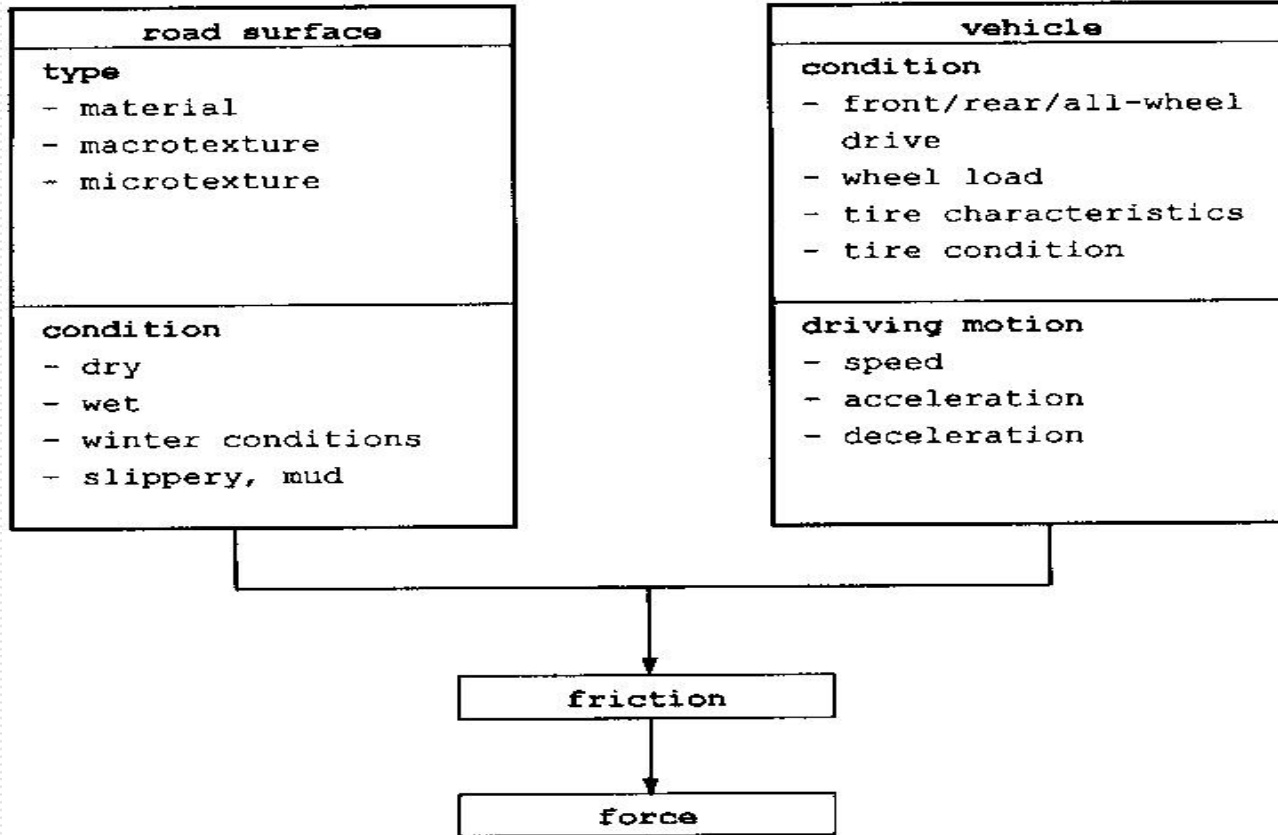 road surface
type
- material
- macrotexture
- microtexture
condition
- dry
- wet
- winter conditions
- slippery, mud
vehicle
condition
- front/rear/all-wheel
drive
- wheel load
- tire characteristics
- tire condition
driving motion
- speed
- acceleration
- deceleration
friction
force